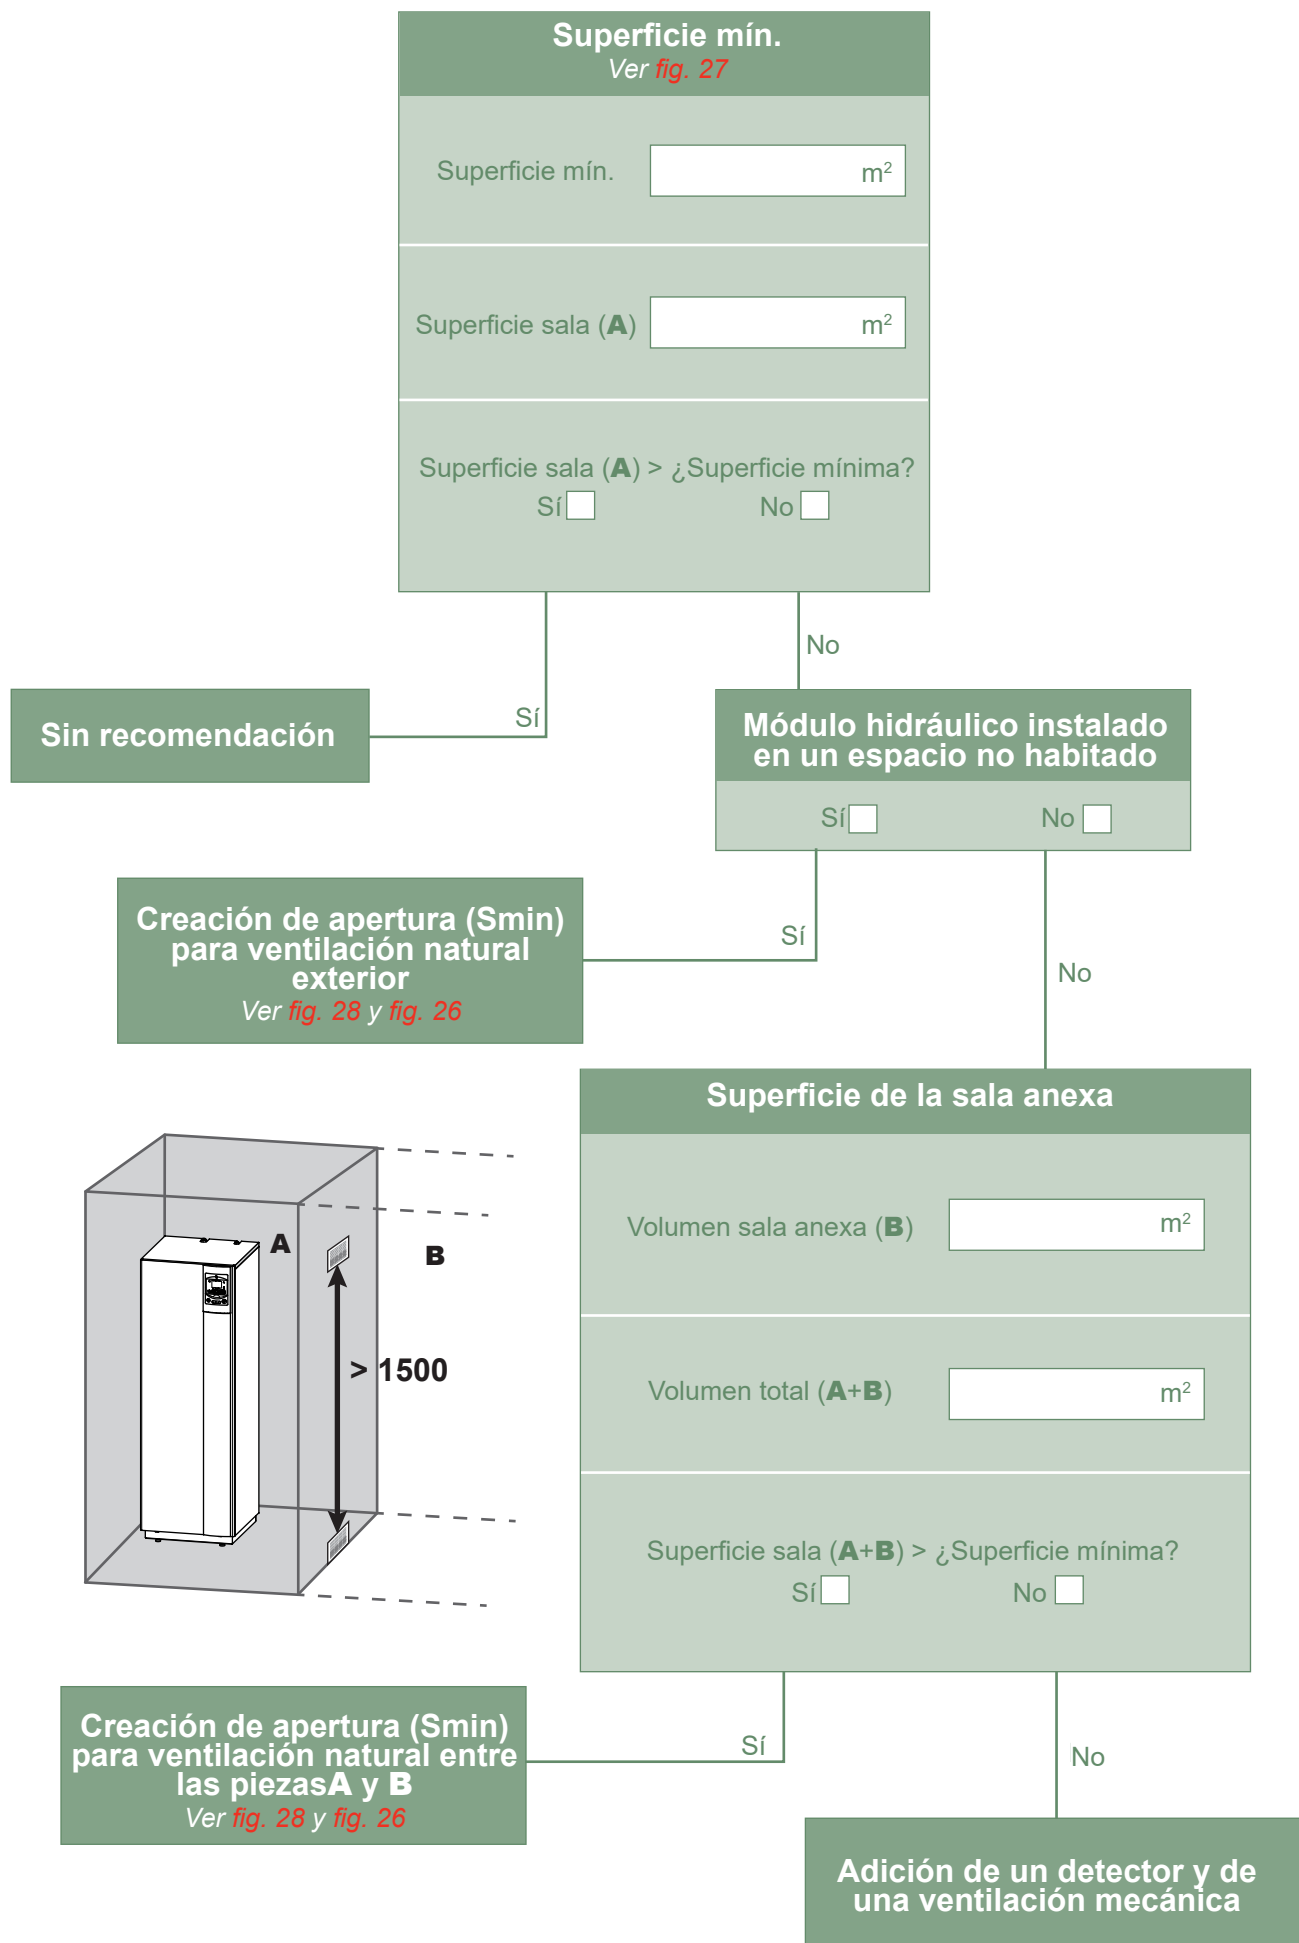 Superficie mín.
Ver fig. 27
Superficie mín.
m²
Superficie sala (A)
m²
Superficie sala (A) > ¿Superficie mínima?
Sí
No
No
Sí
Sin recomendación
Módulo hidráulico instalado
en un espacio no habitado
Sí
No
Creación de apertura (Smin)
para ventilación natural
exterior
Ver fig. 28 y fig. 26
Sí
No
Superficie de la sala anexa
Volumen sala anexa (B)
m²
Volumen total (A+B)
m²
Superficie sala (A+B) > ¿Superficie mínima?
Sí
No
A
B
> 1500
Creación de apertura (Smin)
para ventilación natural entre
las piezasA y B
Ver fig. 28 y fig. 26
Sí
No
Adición de un detector y de
una ventilación mecánica